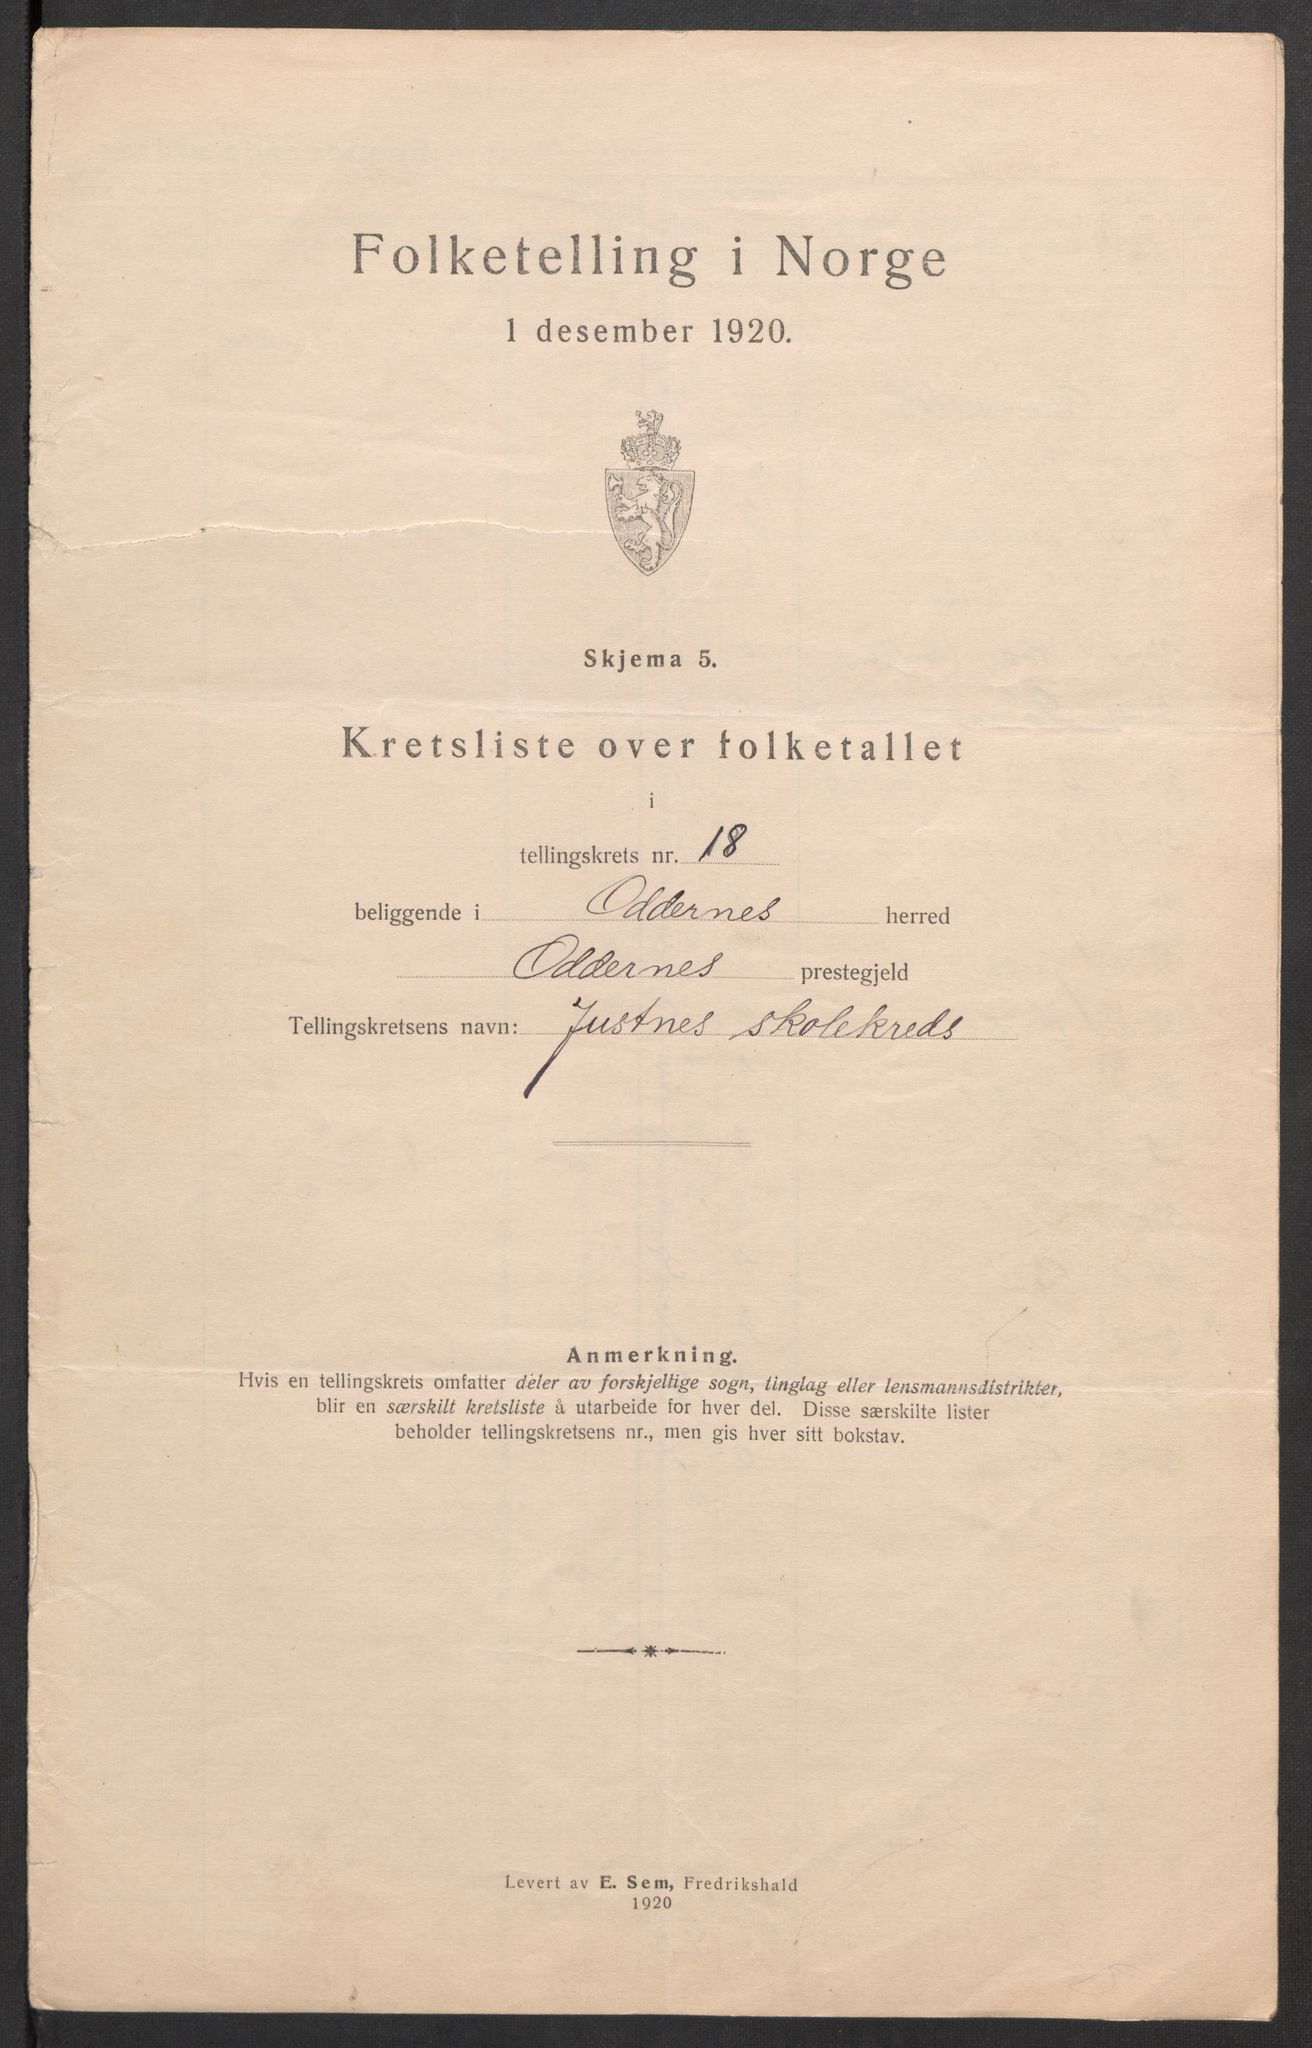 Folketelling i Norge
1 desember 1920.
Skjema 5.
Kretsliste over folketallet
i
tellingskrets nr. 18
beliggende i Oddernes herred
Oddernes prestegjeld
Tellingskretsens navn: Justnes skolekreds
Anmerkning.
Hvis en tellingskrets omfatter deler av forskjellige sogn, tinglag eller lensmannsdistrikter,
blir en særskilt kretsliste å utarbeide for hver del. Disse særskilte lister
beholder tellingskretsens nr., men gis hver sitt bokstav.
Levert av E. Sem, Fredrikshald
1920